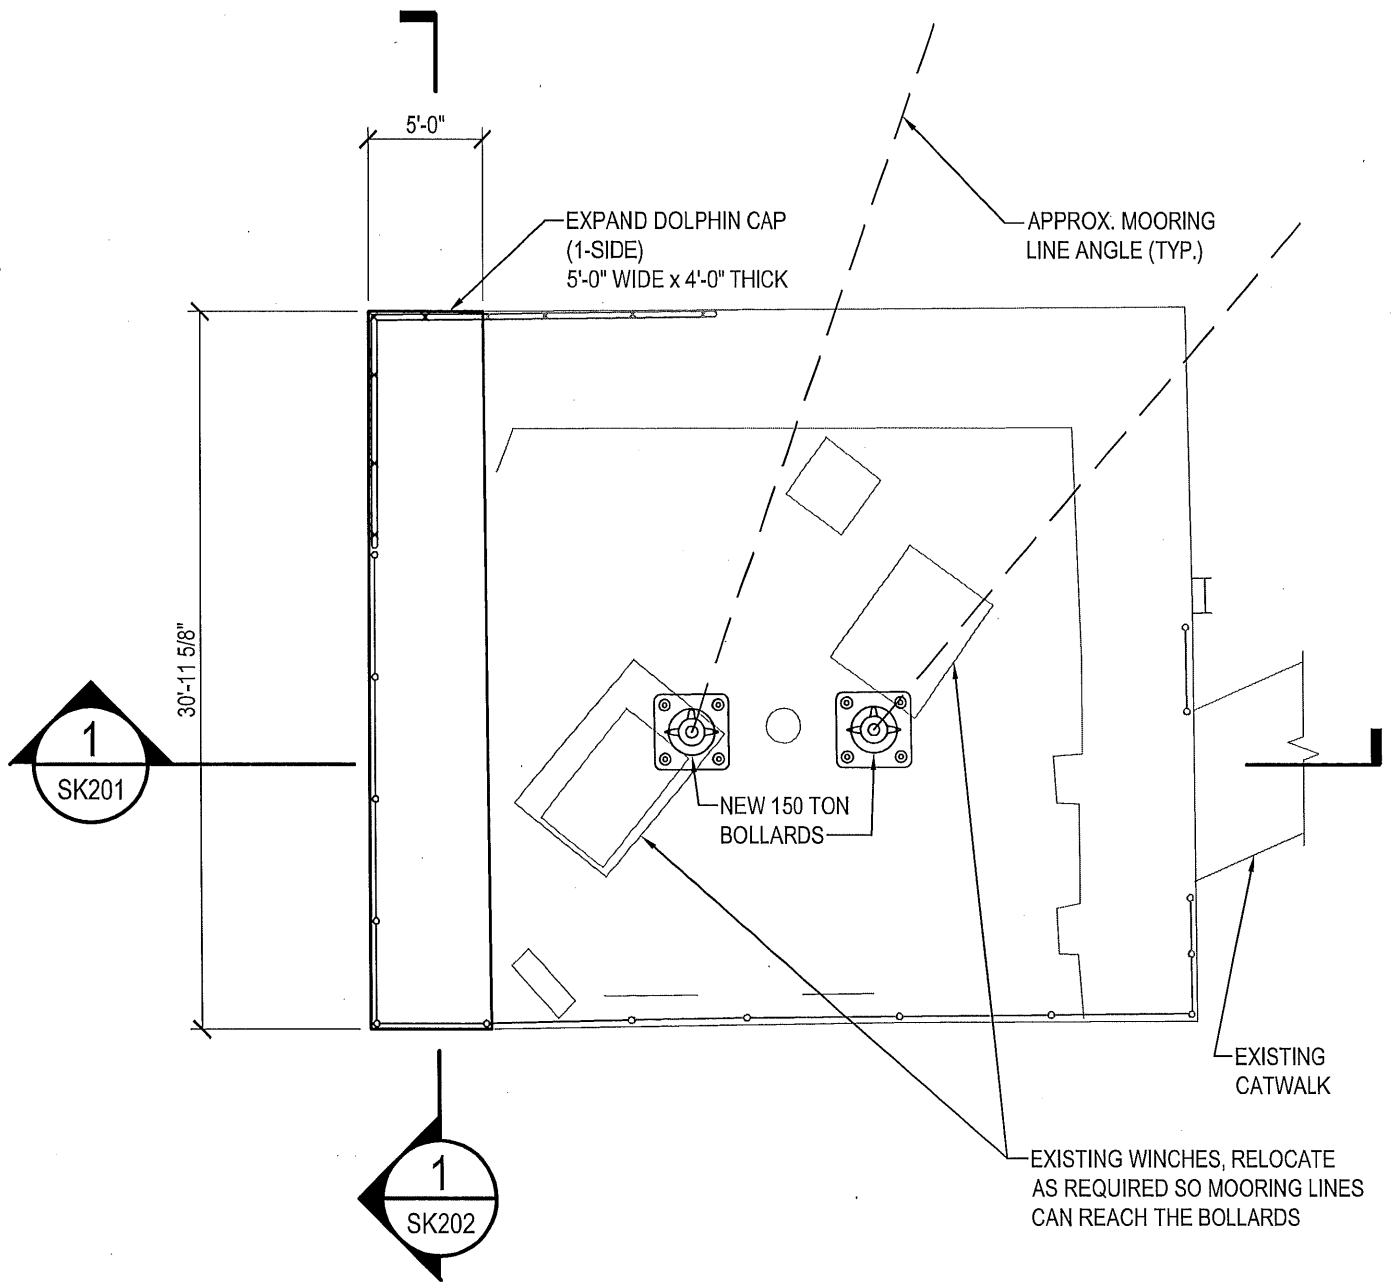 5'-0"
EXPAND DOLPHIN CAP
(1-SIDE)
5'-0" WIDE x 4'-0" THICK
APPROX. MOORING
LINE ANGLE (TYP.)
30'-11 5/8"
1
SK201
NEW 150 TON
BOLLARDS
EXISTING
CATWALK
EXISTING WINCHES, RELOCATE
AS REQUIRED SO MOORING LINES
CAN REACH THE BOLLARDS
1
SK202